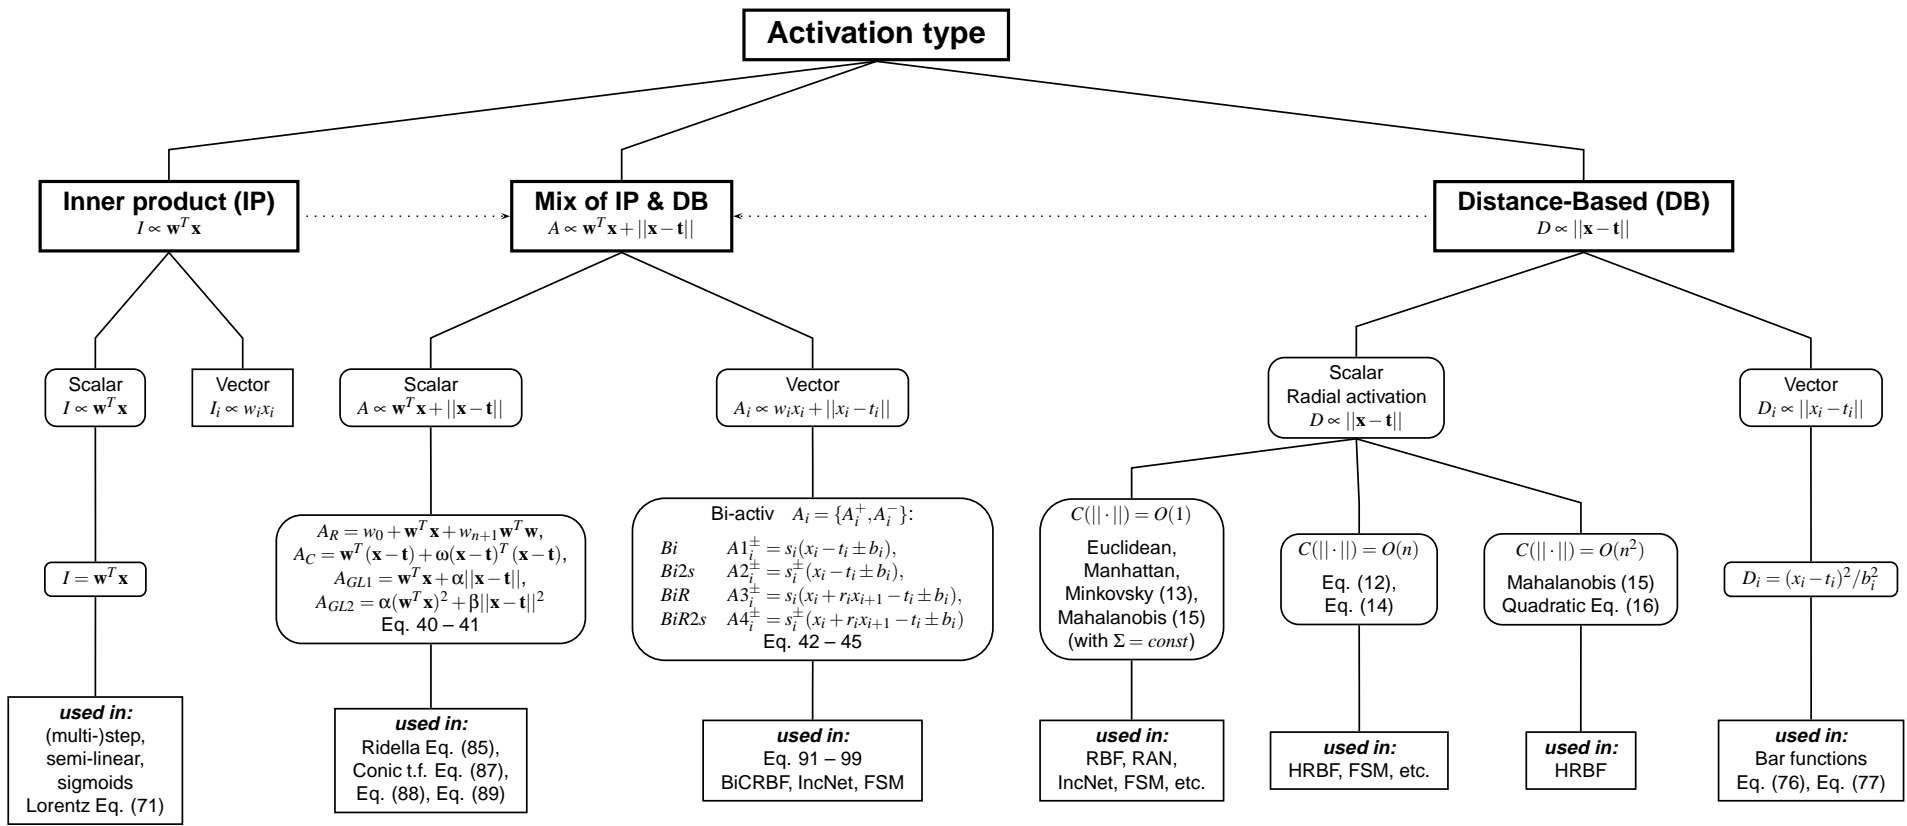 Activation type
Inner product (IP)
I ∝ w^T x
Mix of IP & DB
A ∝ w^T x + ||x − t||
Distance-Based (DB)
D ∝ ||x − t||
Scalar
I ∝ w^T x
Vector
I_i ∝ w_i x_i
Scalar
A ∝ w^T x + ||x − t||
Vector
A_i ∝ w_i x_i + ||x_i − t_i||
Scalar
Radial activation
D ∝ ||x − t||
Vector
D_i ∝ ||x_i − t_i||
I = w^T x
A_R = w_0 + w^T x + w_{n+1} w^T w,
A_C = w^T (x − t) + ω(x − t)^T (x − t),
A_{GL1} = w^T x + α||x − t||,
A_{GL2} = α(w^T x)^2 + β||x − t||^2
Eq. 40 – 41
Bi-activ A_i = {A_i^+, A_i^−}:
Bi A1_i^± = s_i(x_i − t_i ± b_i),
Bi2s A2_i^± = s_i^±(x_i − t_i ± b_i),
BiR A3_i^± = s_i(x_i + r_i x_{i+1} − t_i ± b_i),
BiR2s A4_i^± = s_i^±(x_i + r_i x_{i+1} − t_i ± b_i)
Eq. 42 – 45
C(|| · ||) = O(1)
Euclidean,
Manhattan,
Minkovsky (13),
Mahalanobis (15)
(with Σ = const)
C(|| · ||) = O(n)
Eq. (12),
Eq. (14)
C(|| · ||) = O(n^2)
Mahalanobis (15)
Quadratic Eq. (16)
D_i = (x_i − t_i)^2/b_i^2
used in:
(multi-)step,
semi-linear,
sigmoids
Lorentz Eq. (71)
used in:
Ridella Eq. (85),
Conic t.f. Eq. (87),
Eq. (88), Eq. (89)
used in:
Eq. 91 – 99
BiCRBF, IncNet, FSM
used in:
RBF, RAN,
IncNet, FSM, etc.
used in:
HRBF, FSM, etc.
used in:
HRBF
used in:
Bar functions
Eq. (76), Eq. (77)